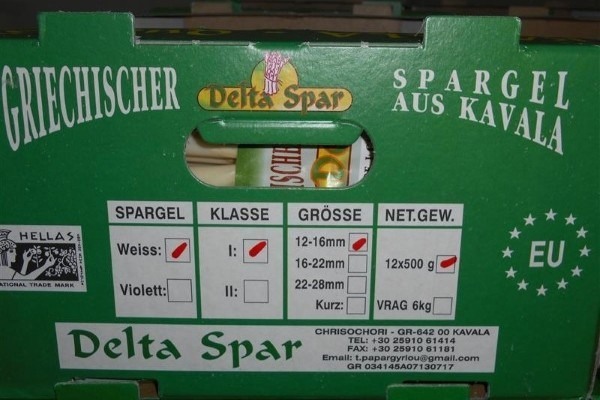 GRIECHISCHER
Delta Spar
SPARGEL
AUS KAVALA
SPARGEL
Weiss:
Violett:
KLASSE
I:
II:
GRÖSSE
12-16mm
16-22mm
22-28mm
Kurz:
NET.GEW.
12x500 g
VRAG 6kg
HELLAS
NATIONAL TRADE MARK
EU
Delta Spar
CHRISOCHORI - GR-642 00 KAVALA
TEL: +30 25910 61414
FAX: +30 25910 61181
Email: t.papargyriou@gmail.com
GR 034145A07130717